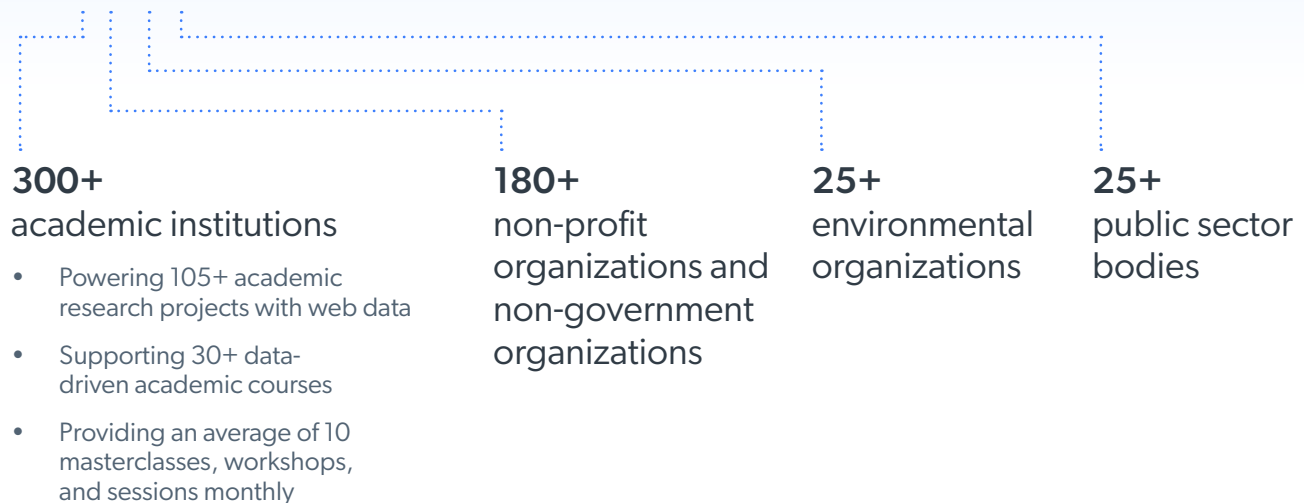 300+
academic institutions
• Powering 105+ academic
research projects with web data
• Supporting 30+ data-
driven academic courses
• Providing an average of 10
masterclasses, workshops,
and sessions monthly
180+
non-profit
organizations and
non-government
organizations
25+
environmental
organizations
25+
public sector
bodies